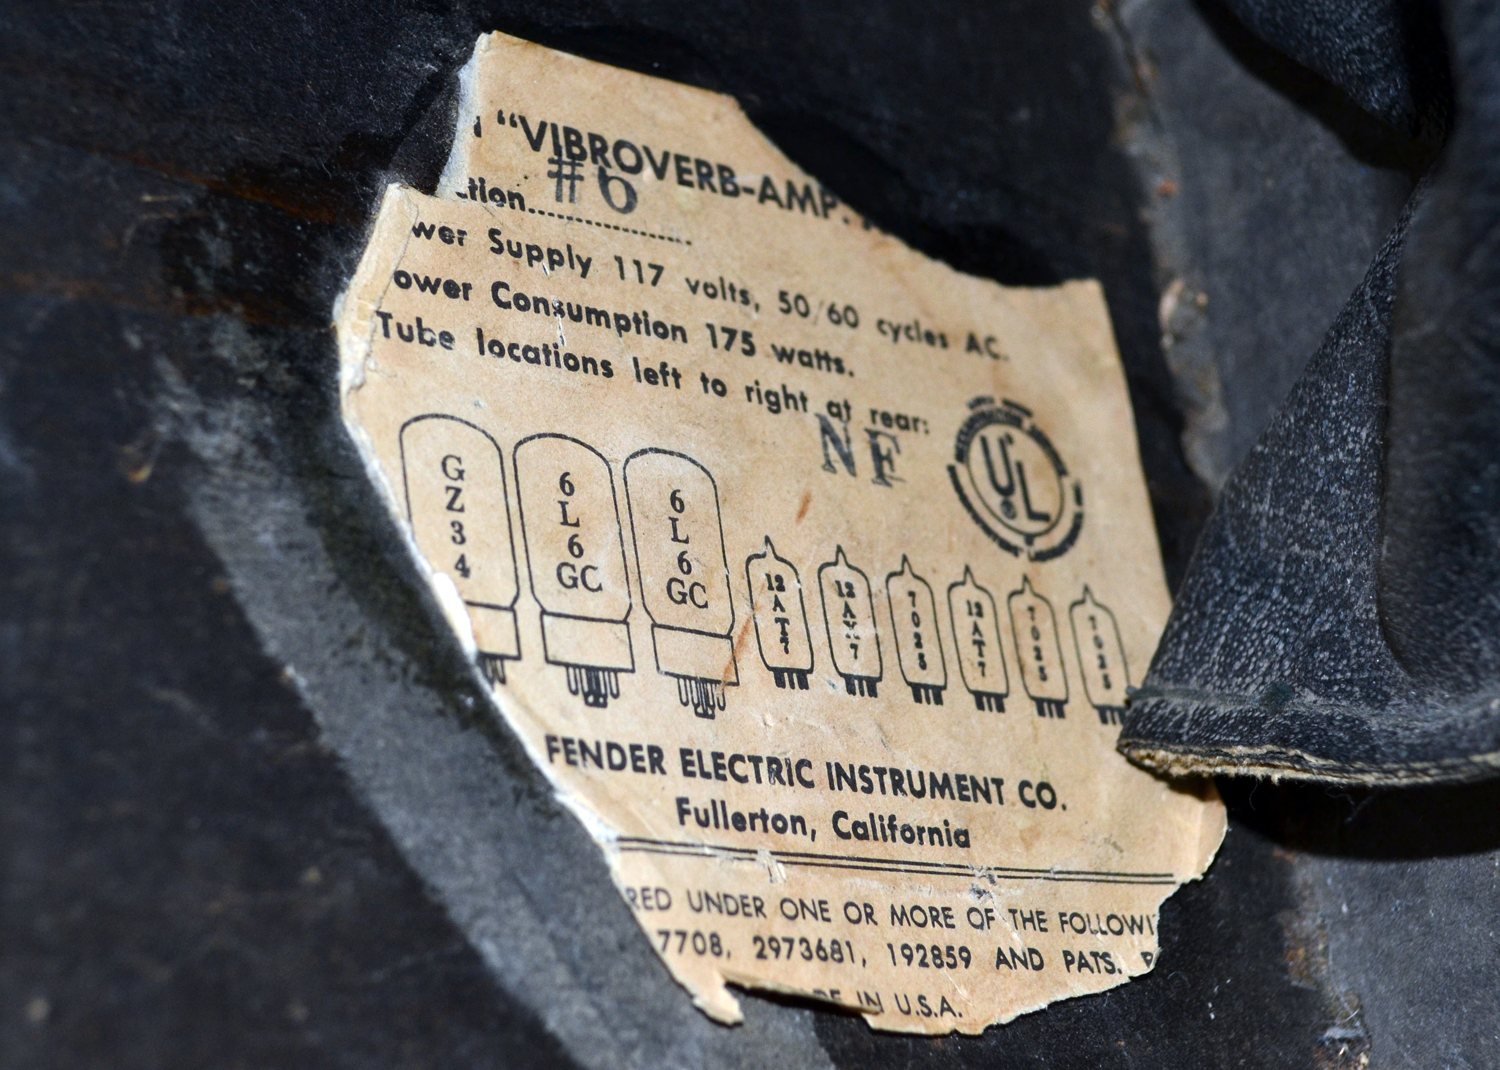 "VIBROVERB-AMP.
#6
tion
wer Supply 117 volts, 50/60 cycles AC.
ower Consumption 175 watts.
Tube locations left to right at rear:
NF
UL
GZ34
6L6GC
6L6GC
12AT7
12AX7
7025
12AT7
7025
7025
FENDER ELECTRIC INSTRUMENT CO.
Fullerton, California
RED UNDER ONE OR MORE OF THE FOLLOWI
7708, 2973681, 192859 AND PATS. P
DE IN U.S.A.